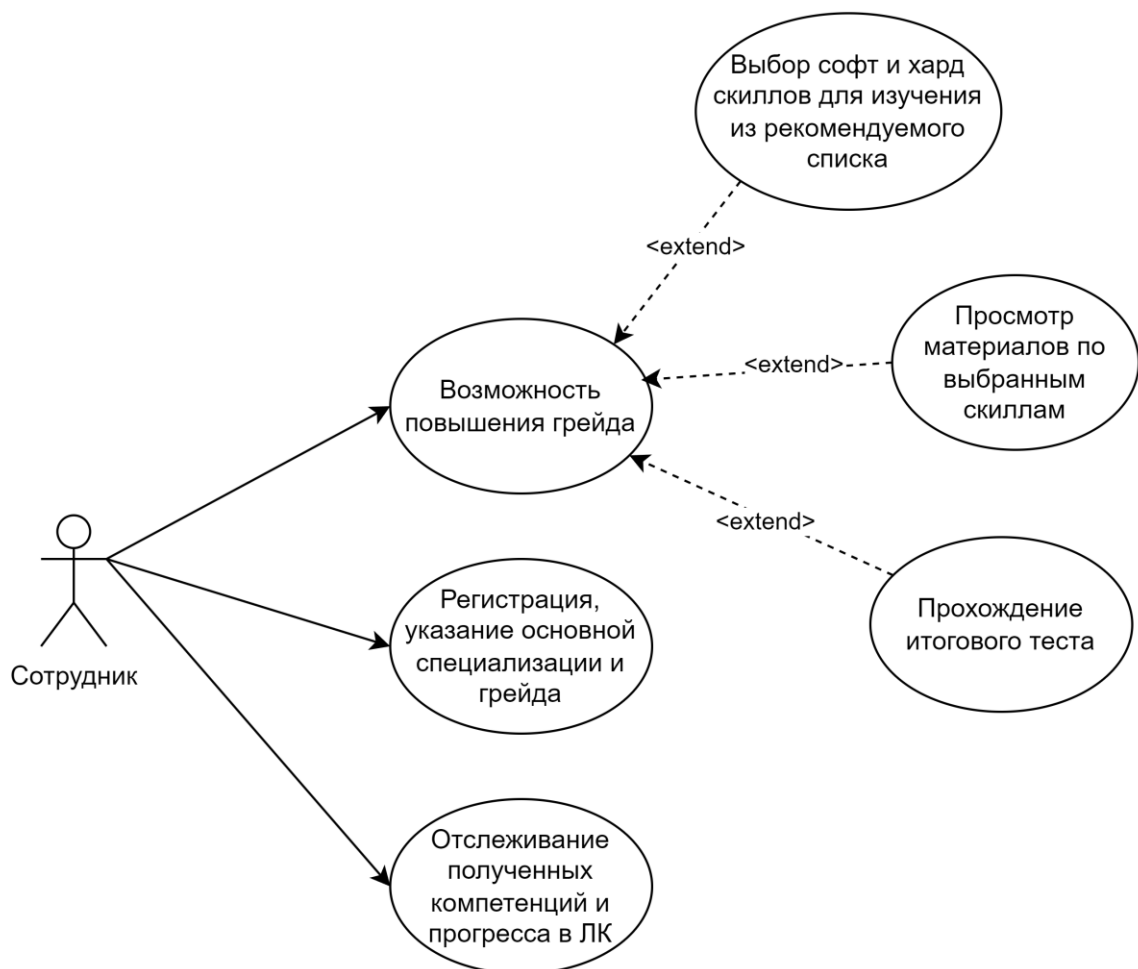 Выбор софт и хард
скиллов для изучения
из рекомендуемого
списка
<extend>
Просмотр
материалов по
выбранным
скиллам
<extend>
Возможность
повышения грейда
<extend>
Прохождение
итогового теста
Регистрация,
указание основной
специализации и
грейда
Сотрудник
Отслеживание
полученных
компетенций и
прогресса в ЛК